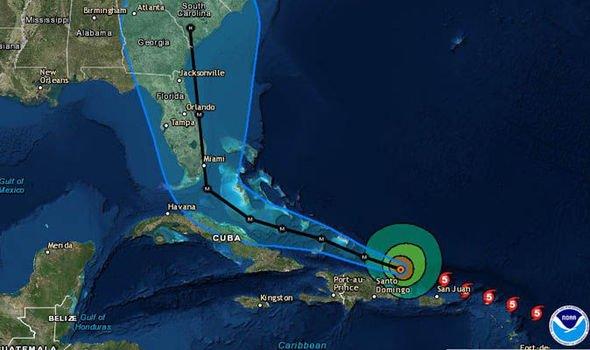 Birmingham
Atlanta
South
Carolina
Mississippi
Alabama
Georgia
H
siana
New
Orleans
Jacksonville
Florida
Orlando
Tampa
Miami
Gulf of
Mexico
Havana
M
M
M
M
M
CUBA
Merida
Port-au-
Prince
Santo
Domingo
San Juan
5
5
5
5
5
Kingston
BELIZE
Gulf of
Honduras
GUATEMALA
Caribbean
Fort-de-
NOAA